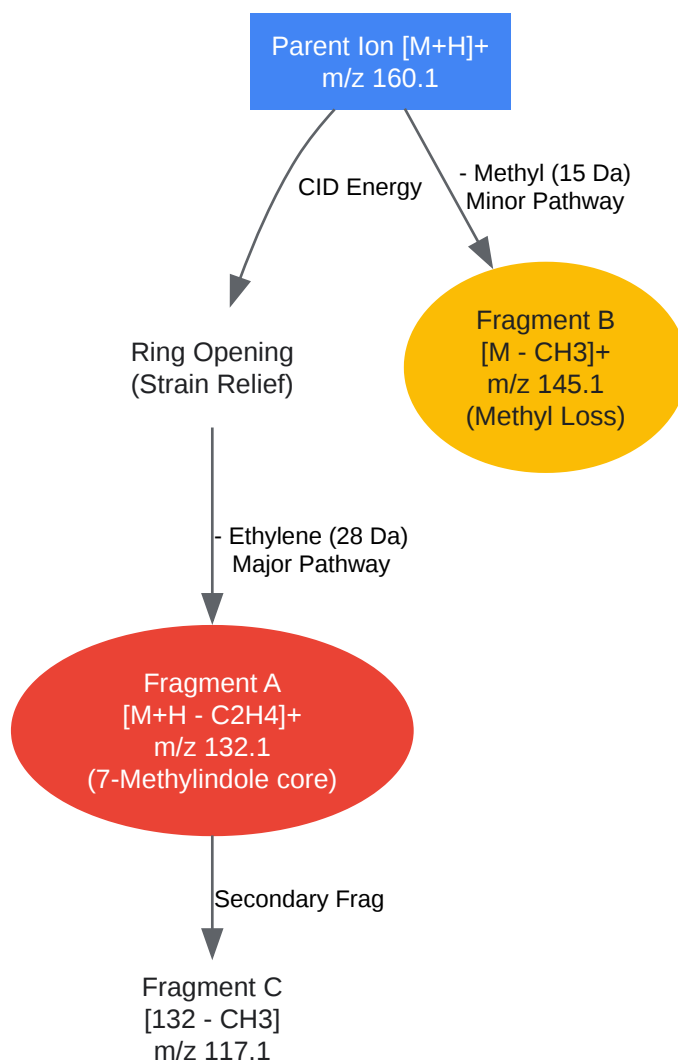 Parent Ion [M+H]+
m/z 160.1
CID Energy
- Methyl (15 Da)
Minor Pathway
Ring Opening
(Strain Relief)
Fragment B
[M - CH3]+
m/z 145.1
(Methyl Loss)
- Ethylene (28 Da)
Major Pathway
Fragment A
[M+H - C2H4]+
m/z 132.1
(7-Methylindole core)
Secondary Frag
Fragment C
[132 - CH3]
m/z 117.1